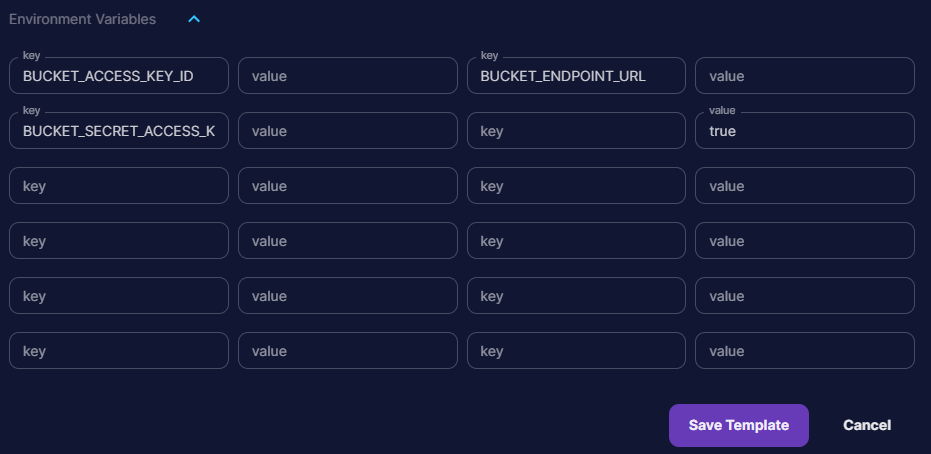 Environment Variables
key key
BUCKET_ACCESS_KEY_ID value BUCKET_ENDPOINT_URL value
key value
BUCKET_SECRET_ACCESS_K value key true
key value key value
key value key value
key value key value
key value key value
Save Template Cancel